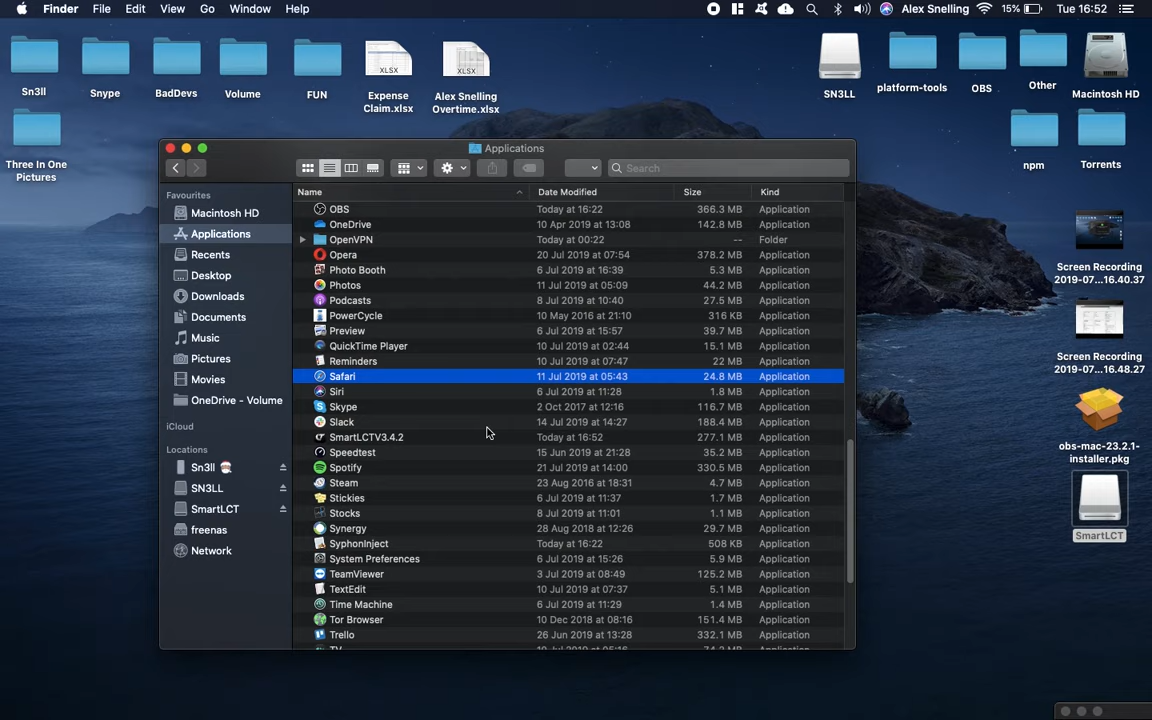 Finder File Edit View Go Window Help
Alex Snelling 15% Tue 16:52
Sn3ll
Snype
BadDevs
Volume
FUN
XLSX
Expense
Claim.xlsx
XLSX
Alex Snelling
Overtime.xlsx
SN3LL
platform-tools
OBS
Other
Macintosh HD
Three In One
Pictures
npm
Torrents
Screen Recording
2019-07...16.40.37
Screen Recording
2019-07...16.48.27
obs-mac-23.2.1-
installer.pkg
SmartLCT
Applications
Search
Favourites
Macintosh HD
Applications
Recents
Desktop
Downloads
Documents
Music
Pictures
Movies
OneDrive - Volume
iCloud
Locations
Sn3ll
SN3LL
SmartLCT
freenas
Network
Name Date Modified Size Kind
OBS Today at 16:22 366.3 MB Application
OneDrive 10 Apr 2019 at 13:08 142.8 MB Application
OpenVPN Today at 00:22 -- Folder
Opera 20 Jul 2019 at 07:54 378.2 MB Application
Photo Booth 6 Jul 2019 at 16:39 5.3 MB Application
Photos 11 Jul 2019 at 05:09 44.2 MB Application
Podcasts 8 Jul 2019 at 10:40 27.5 MB Application
PowerCycle 10 May 2016 at 21:10 316 KB Application
Preview 6 Jul 2019 at 15:57 39.7 MB Application
QuickTime Player 10 Jul 2019 at 02:44 15.1 MB Application
Reminders 10 Jul 2019 at 07:47 22 MB Application
Safari 11 Jul 2019 at 05:43 24.8 MB Application
Siri 6 Jul 2019 at 11:28 1.8 MB Application
Skype 2 Oct 2017 at 12:16 116.7 MB Application
Slack 14 Jul 2019 at 14:27 188.4 MB Application
SmartLCTV3.4.2 Today at 16:52 277.1 MB Application
Speedtest 15 Jun 2019 at 21:28 35.2 MB Application
Spotify 21 Jul 2019 at 14:00 330.5 MB Application
Steam 23 Aug 2016 at 18:31 4.7 MB Application
Stickies 6 Jul 2019 at 11:37 1.7 MB Application
Stocks 8 Jul 2019 at 11:01 1.1 MB Application
Synergy 28 Aug 2018 at 12:26 29.7 MB Application
SyphonInject Today at 16:22 508 KB Application
System Preferences 6 Jul 2019 at 15:26 5.9 MB Application
TeamViewer 3 Jul 2019 at 08:49 125.2 MB Application
TextEdit 10 Jul 2019 at 07:37 5.1 MB Application
Time Machine 6 Jul 2019 at 11:29 1.4 MB Application
Tor Browser 10 Dec 2018 at 08:16 151.4 MB Application
Trello 26 Jun 2019 at 13:28 332.1 MB Application